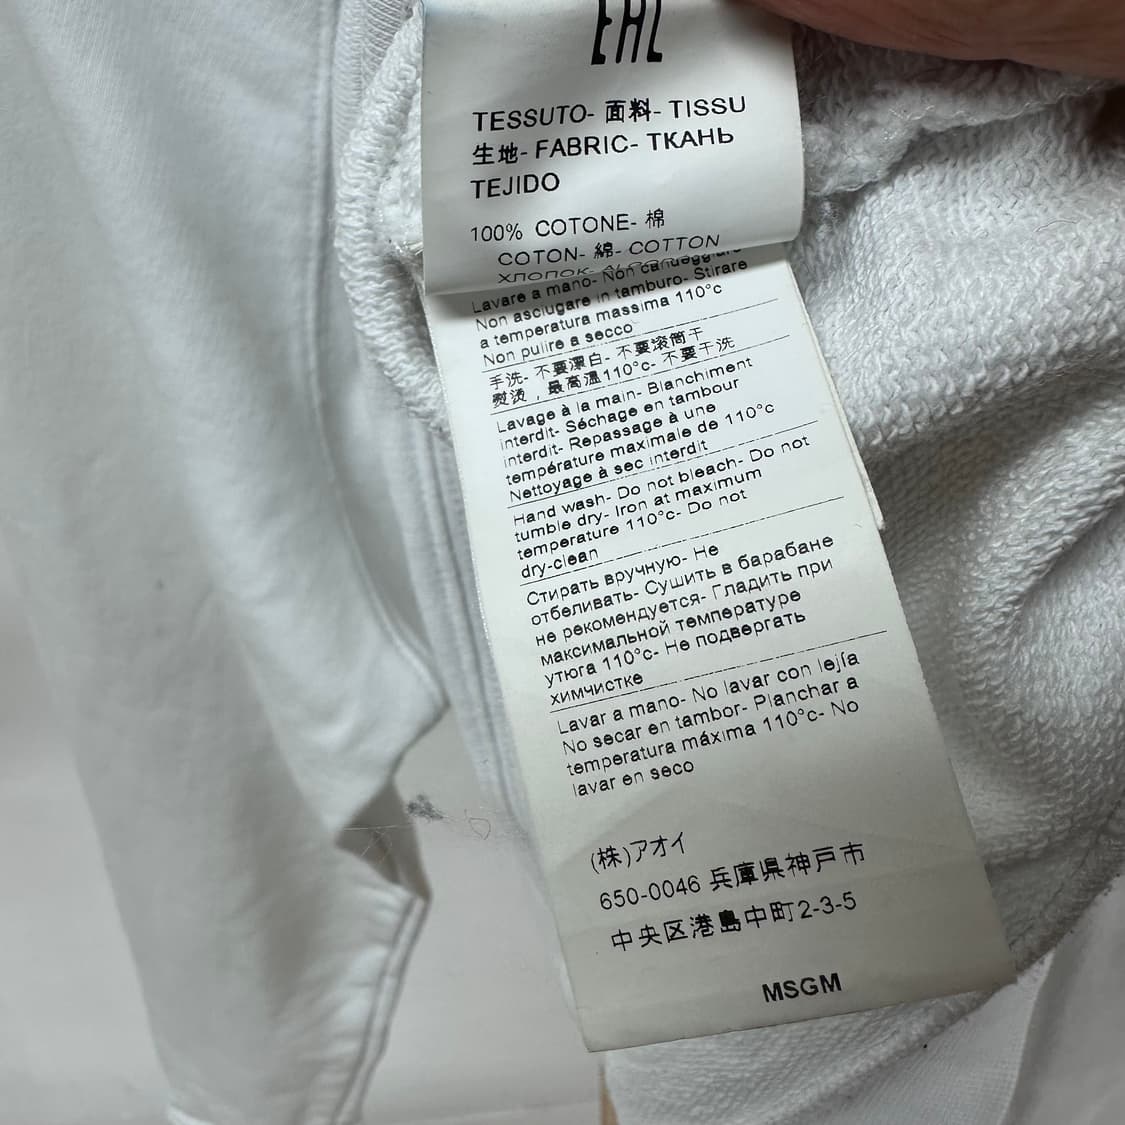 EAC
TESSUTO- 面料- TISSU
生地- FABRIC- ТКАНЬ
TEJIDO
100% COTONE- 棉
COTON- 綿- COTTON
ХЛОПОК-
Lavare a mano- Non candeggiare
Non asciugare in tamburo- Stirare
a temperatura massima 110°c
Non pulire a secco
手洗- 不要漂白- 不要滚筒干
熨烫，最高温110°c- 不要干洗
Lavage à la main- Blanchiment
interdit- Séchage en tambour
interdit- Repassage à une
température maximale de 110°c
Nettoyage à sec interdit
Hand wash- Do not bleach- Do not
tumble dry- Iron at maximum
temperature 110°c- Do not
dry-clean
Стирать вручную- Не
отбеливать- Сушить в барабане
не рекомендуется- Гладить при
максимальной температуре
утюга 110°c- Не подвергать
химчистке
Lavar a mano- No lavar con lejía
No secar en tambor- Planchar a
temperatura máxima 110°c- No
lavar en seco
(株)アオイ
650-0046 兵庫県神戸市
中央区港島中町2-3-5
MSGM